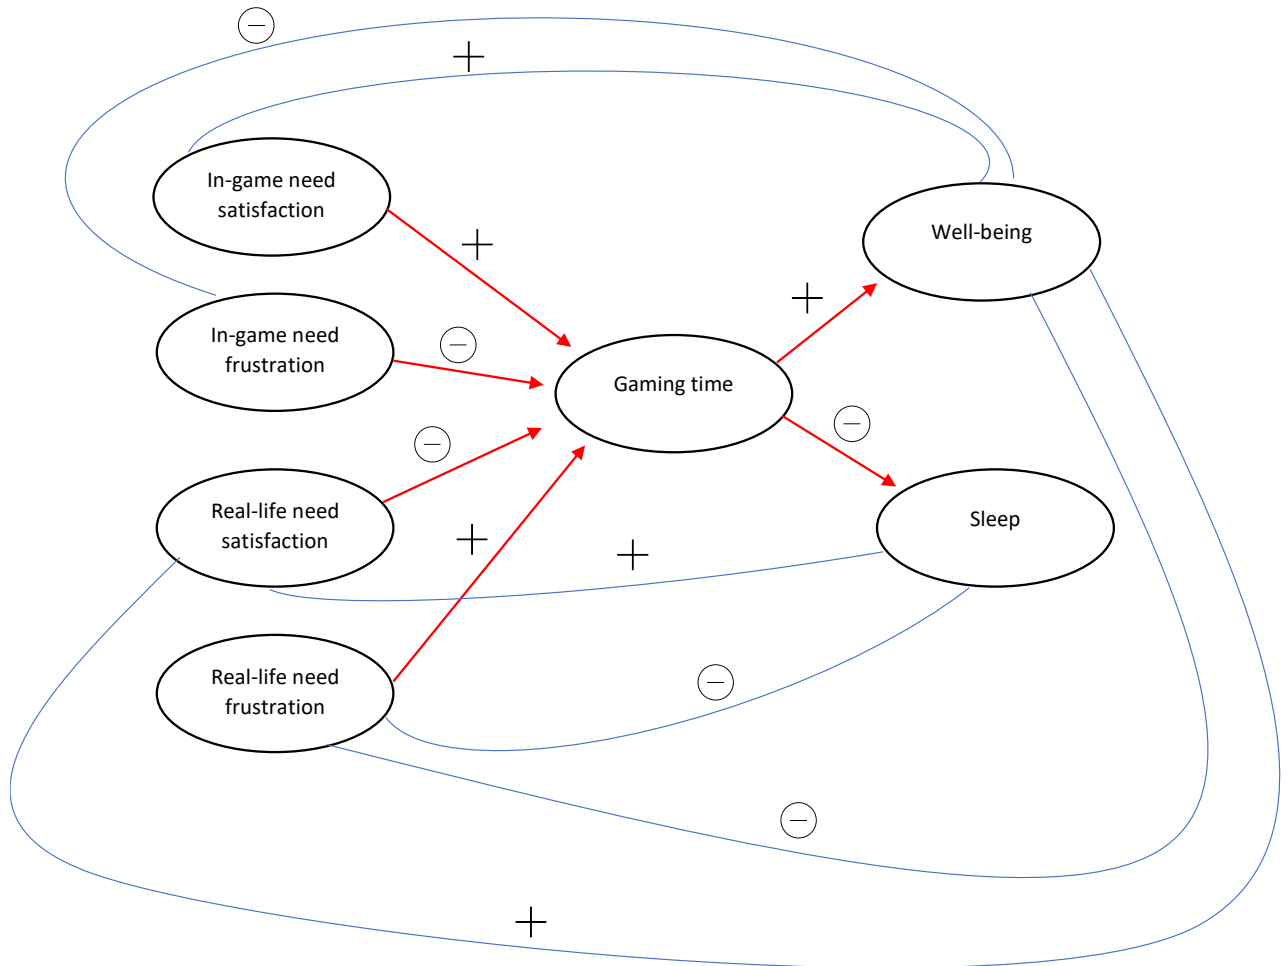 −
+
In-game need
satisfaction
+
Well-being
+
In-game need
frustration
−
Gaming time
−
−
Real-life need
satisfaction
+
+
Sleep
Real-life need
frustration
−
−
+